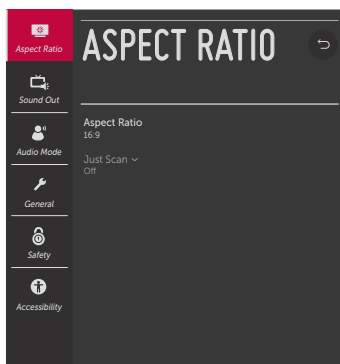 Aspect Ratio
Sound Out
Audio Mode
General
Safety
Accessibility
ASPECT RATIO
Aspect Ratio
16:9
Just Scan
Off